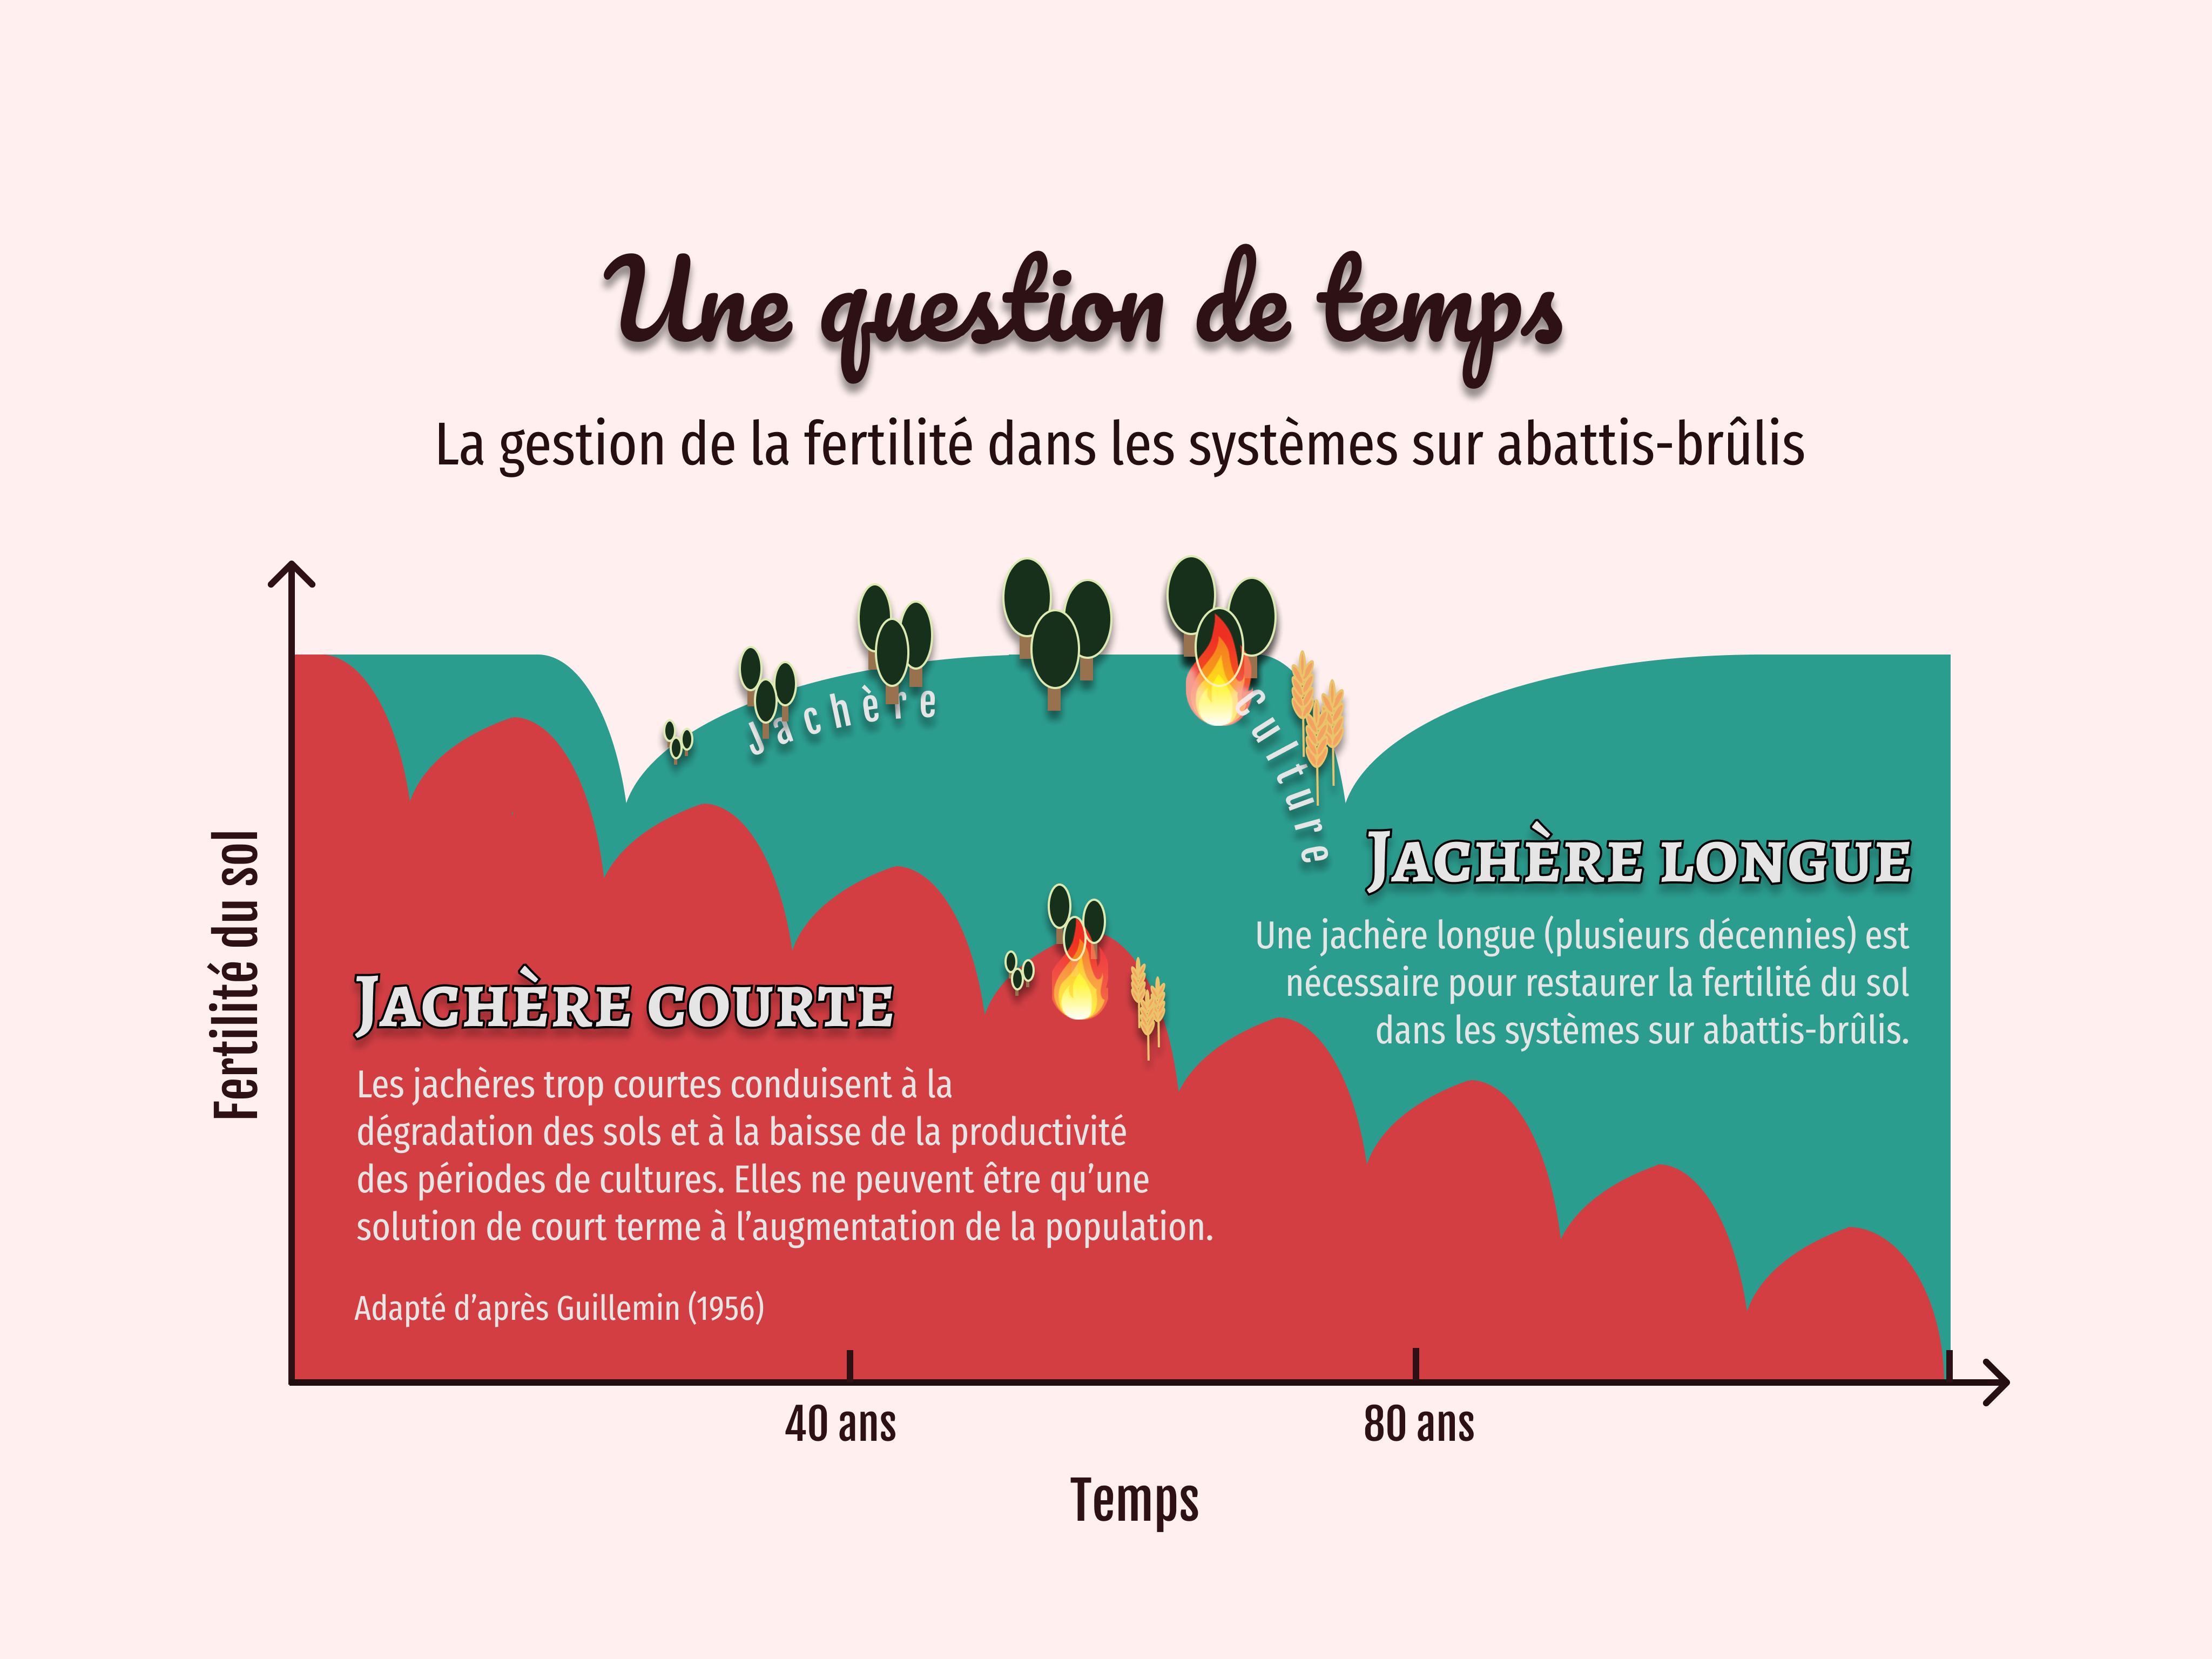 Une question de temps
La gestion de la fertilité dans les systèmes sur abattis-brûlis
Fertilité du sol
Jachère
Culture
Jachère longue
Une jachère longue (plusieurs décennies) est
nécessaire pour restaurer la fertilité du sol
dans les systèmes sur abattis-brûlis.
Jachère courte
Les jachères trop courtes conduisent à la
dégradation des sols et à la baisse de la productivité
des périodes de cultures. Elles ne peuvent être qu’une
solution de court terme à l’augmentation de la population.
Adapté d’après Guillemin (1956)
40 ans
80 ans
Temps